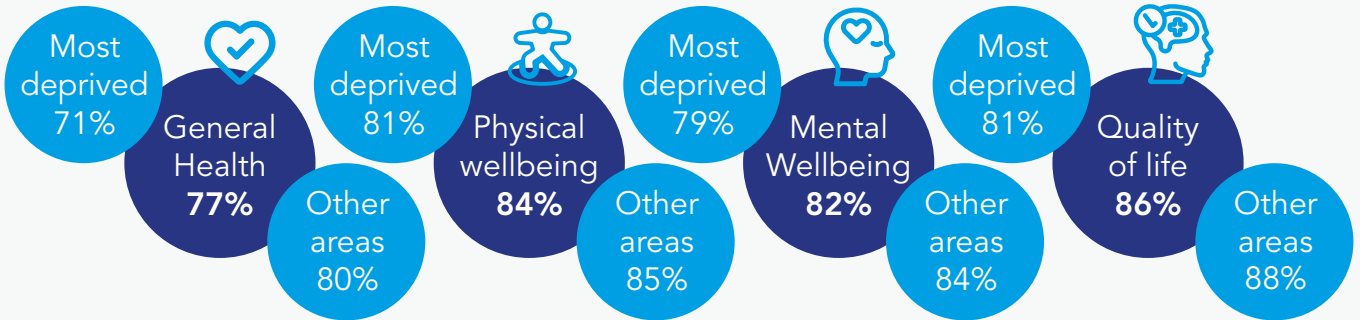 Most
deprived
71%
General
Health
77%
Other
areas
80%
Most
deprived
81%
Physical
wellbeing
84%
Other
areas
85%
Most
deprived
79%
Mental
Wellbeing
82%
Other
areas
84%
Most
deprived
81%
Quality
of life
86%
Other
areas
88%